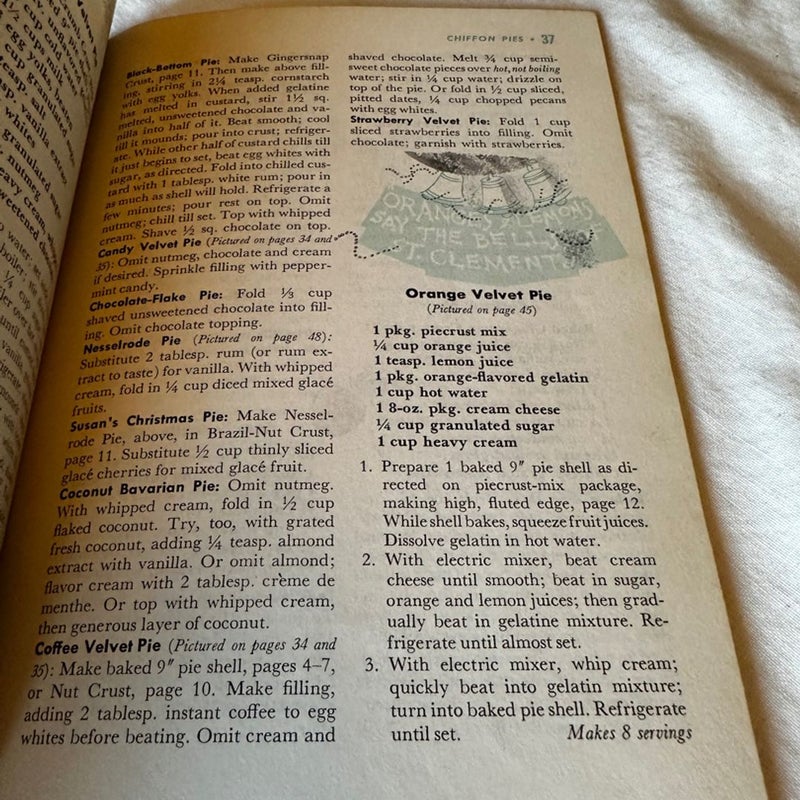 cup cold
cups milk
egg yolks, beaten
teasp. salt
vanilla extract
whites
granulated
nutmeg
heavy cream,
CHIFFON PIES • 37
Black-Bottom Pie: Make Gingersnap
Crust, page 11. Then make above fill-
ing, stirring in 2¼ teasp. cornstarch
with egg yolks. When added gelatine
has melted in custard, stir 1½ sq.
melted, unsweetened chocolate and va-
nilla into half of it. Beat smooth; cool
till it mounds; pour into crust; refriger-
ate. While other half of custard chills till
it just begins to set, beat egg whites with
sugar, as directed. Fold into chilled cus-
tard with 1 tablesp. white rum; pour in
as much as shell will hold. Refrigerate a
few minutes; pour rest on top. Omit
nutmeg; chill till set. Top with whipped
cream. Shave ½ sq. chocolate on top.
Candy Velvet Pie (Pictured on pages 34 and
35): Omit nutmeg, chocolate and cream
if desired. Sprinkle filling with pepper-
mint candy.
Chocolate-Flake Pie: Fold ⅓ cup
shaved unsweetened chocolate into fill-
ing. Omit chocolate topping.
Nesselrode Pie (Pictured on page 48):
Substitute 2 tablesp. rum (or rum ex-
tract to taste) for vanilla. With whipped
cream, fold in ¼ cup diced mixed glacé
fruits.
Susan's Christmas Pie: Make Nessel-
rode Pie, above, in Brazil-Nut Crust,
page 11. Substitute ½ cup thinly sliced
glacé cherries for mixed glacé fruit.
Coconut Bavarian Pie: Omit nutmeg.
With whipped cream, fold in ½ cup
flaked coconut. Try, too, with grated
fresh coconut, adding ¼ teasp. almond
extract with vanilla. Or omit almond;
flavor cream with 2 tablesp. crème de
menthe. Or top with whipped cream,
then generous layer of coconut.
Coffee Velvet Pie (Pictured on pages 34 and
35): Make baked 9" pie shell, pages 4–7,
or Nut Crust, page 10. Make filling,
adding 2 tablesp. instant coffee to egg
whites before beating. Omit cream and
shaved chocolate. Melt ¾ cup semi-
sweet chocolate pieces over hot, not boiling
water; stir in ¼ cup water; drizzle on
top of the pie. Or fold in ½ cup sliced,
pitted dates, ¼ cup chopped pecans
with egg whites.
Strawberry Velvet Pie: Fold 1 cup
sliced strawberries into filling. Omit
chocolate; garnish with strawberries.
SAY THE BELLS
Orange Velvet Pie
(Pictured on page 45)
1 pkg. piecrust mix
¼ cup orange juice
1 teasp. lemon juice
1 pkg. orange-flavored gelatin
1 cup hot water
1 8-oz. pkg. cream cheese
¼ cup granulated sugar
1 cup heavy cream
1. Prepare 1 baked 9" pie shell as di-
rected on piecrust-mix package,
making high, fluted edge, page 12.
While shell bakes, squeeze fruit juices.
Dissolve gelatin in hot water.
2. With electric mixer, beat cream
cheese until smooth; beat in sugar,
orange and lemon juices; then grad-
ually beat in gelatine mixture. Re-
frigerate until almost set.
3. With electric mixer, whip cream;
quickly beat into gelatin mixture;
turn into baked pie shell. Refrigerate
until set. Makes 8 servings